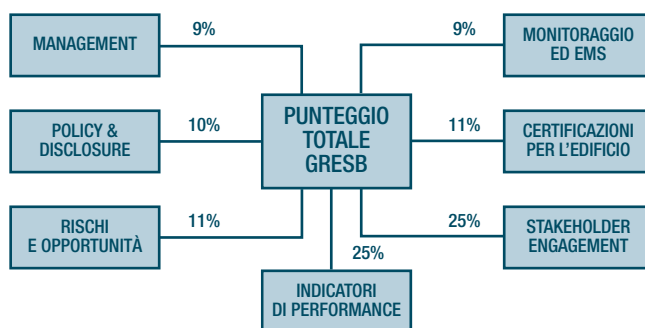 MANAGEMENT
9%
9%
MONITORAGGIO
ED EMS
POLICY &
DISCLOSURE
10%
PUNTEGGIO
TOTALE
GRESB
11%
CERTIFICAZIONI
PER L'EDIFICIO
RISCHI
E OPPORTUNITÀ
11%
25%
STAKEHOLDER
ENGAGEMENT
25%
INDICATORI
DI PERFORMANCE